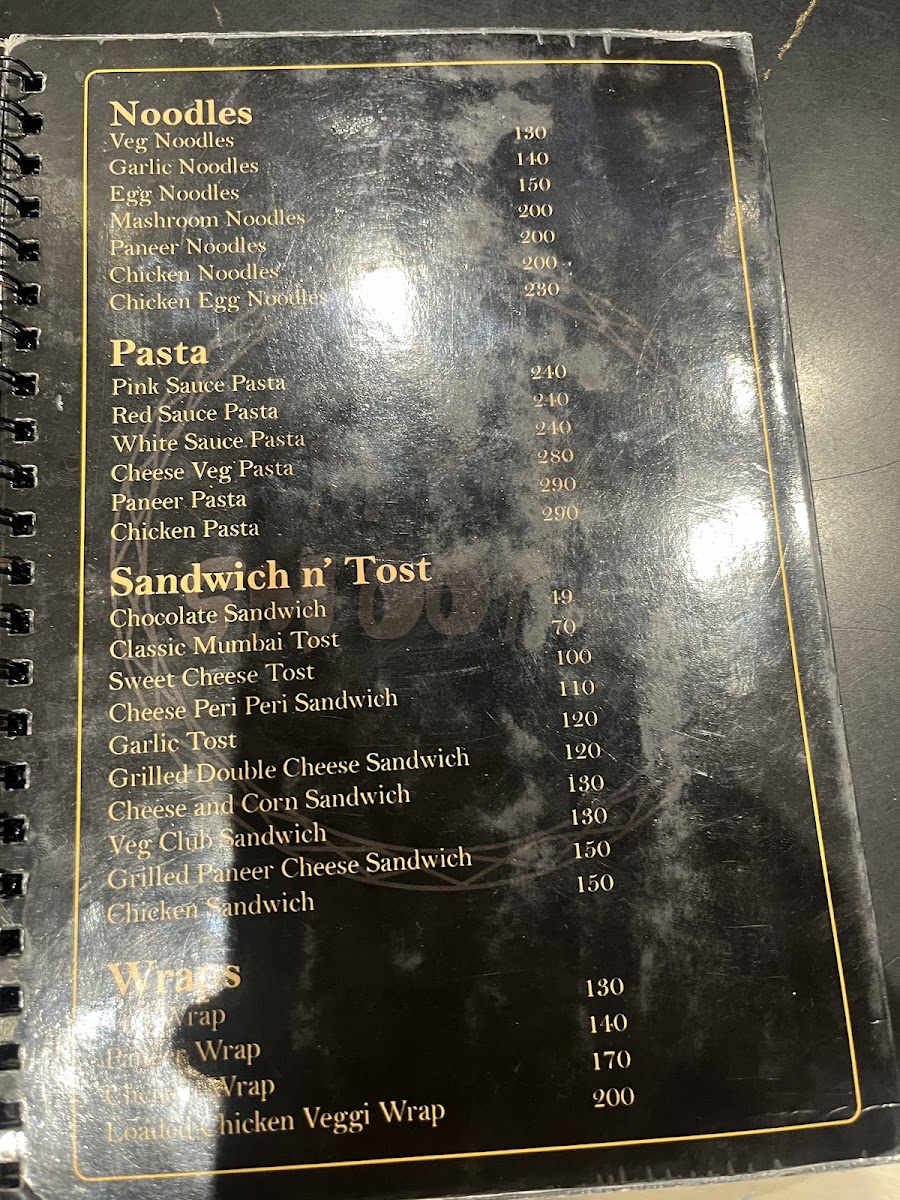 Noodles
Veg Noodles 130
Garlic Noodles 140
Egg Noodles 150
Mashroom Noodles 200
Paneer Noodles 200
Chicken Noodles 200
Chicken Egg Noodles 230
Pasta
Pink Sauce Pasta 240
Red Sauce Pasta 240
White Sauce Pasta 240
Cheese Veg Pasta 280
Paneer Pasta 290
Chicken Pasta 290
Sandwich n' Tost
Chocolate Sandwich 49
Classic Mumbai Tost 70
Sweet Cheese Tost 100
Cheese Peri Peri Sandwich 110
Garlic Tost 120
Grilled Double Cheese Sandwich 120
Cheese and Corn Sandwich 130
Veg Club Sandwich 130
Grilled Paneer Cheese Sandwich 150
Chicken Sandwich 150
Wraps
Wrap 130
Paneer Wrap 140
Wrap 170
Loaded Chicken Veggi Wrap 200